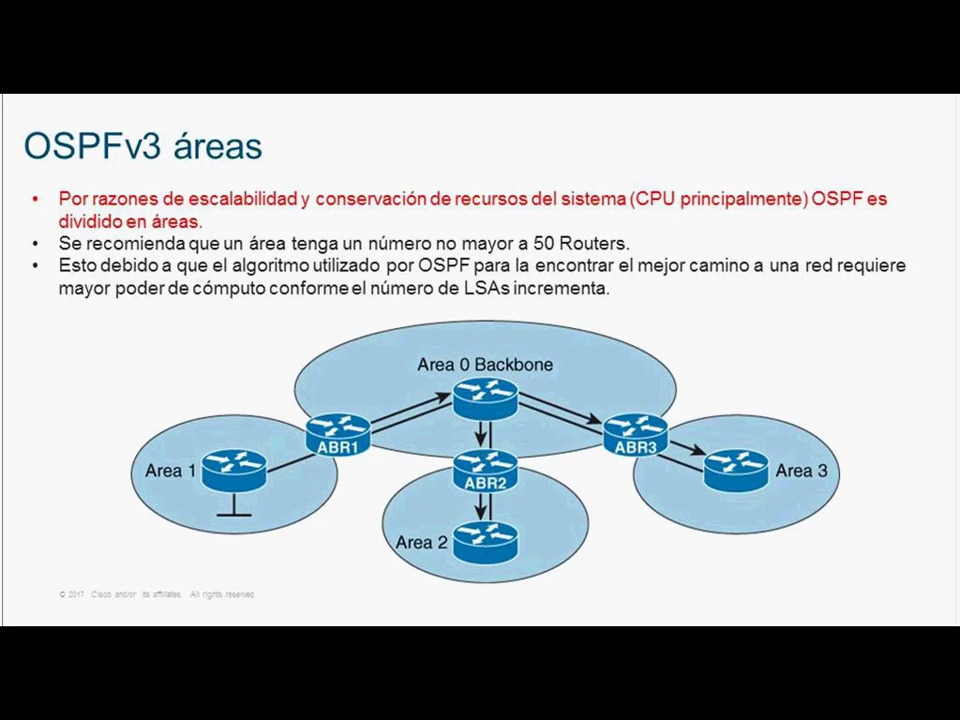 OSPFv3 áreas
• Por razones de escalabilidad y conservación de recursos del sistema (CPU principalmente) OSPF es
dividido en áreas.
• Se recomienda que un área tenga un número no mayor a 50 Routers.
• Esto debido a que el algoritmo utilizado por OSPF para la encontrar el mejor camino a una red requiere
mayor poder de cómputo conforme el número de LSAs incrementa.
Area 0 Backbone
ABR1
ABR3
Area 1
Area 3
ABR2
Area 2
© 2017 Cisco and/or its affiliates. All rights reserved